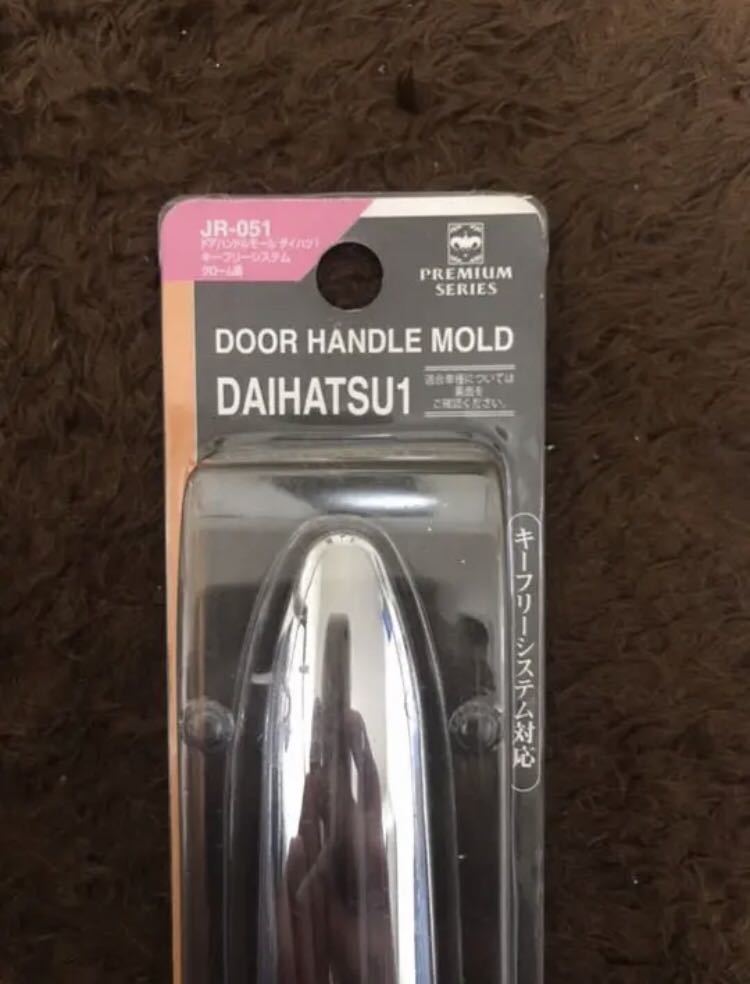 JR-051
ドアハンドルモール ダイハツ1
キーフリーシステム
クローム調
PREMIUM
SERIES
DOOR HANDLE MOLD
DAIHATSU1
適合車種については
裏面を
ご確認ください。
キーフリーシステム対応